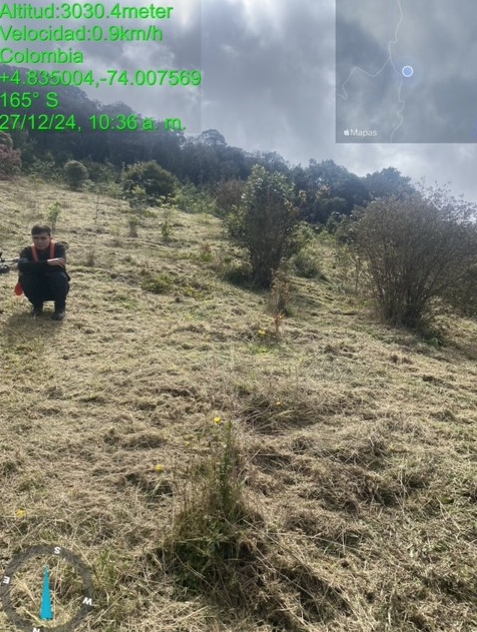 Altitud:3030.4meter
Velocidad:0.9km/h
Colombia
+4.835004,-74.007569
165° S
27/12/24, 10:36 a. m.
Mapas
S
E
W
N